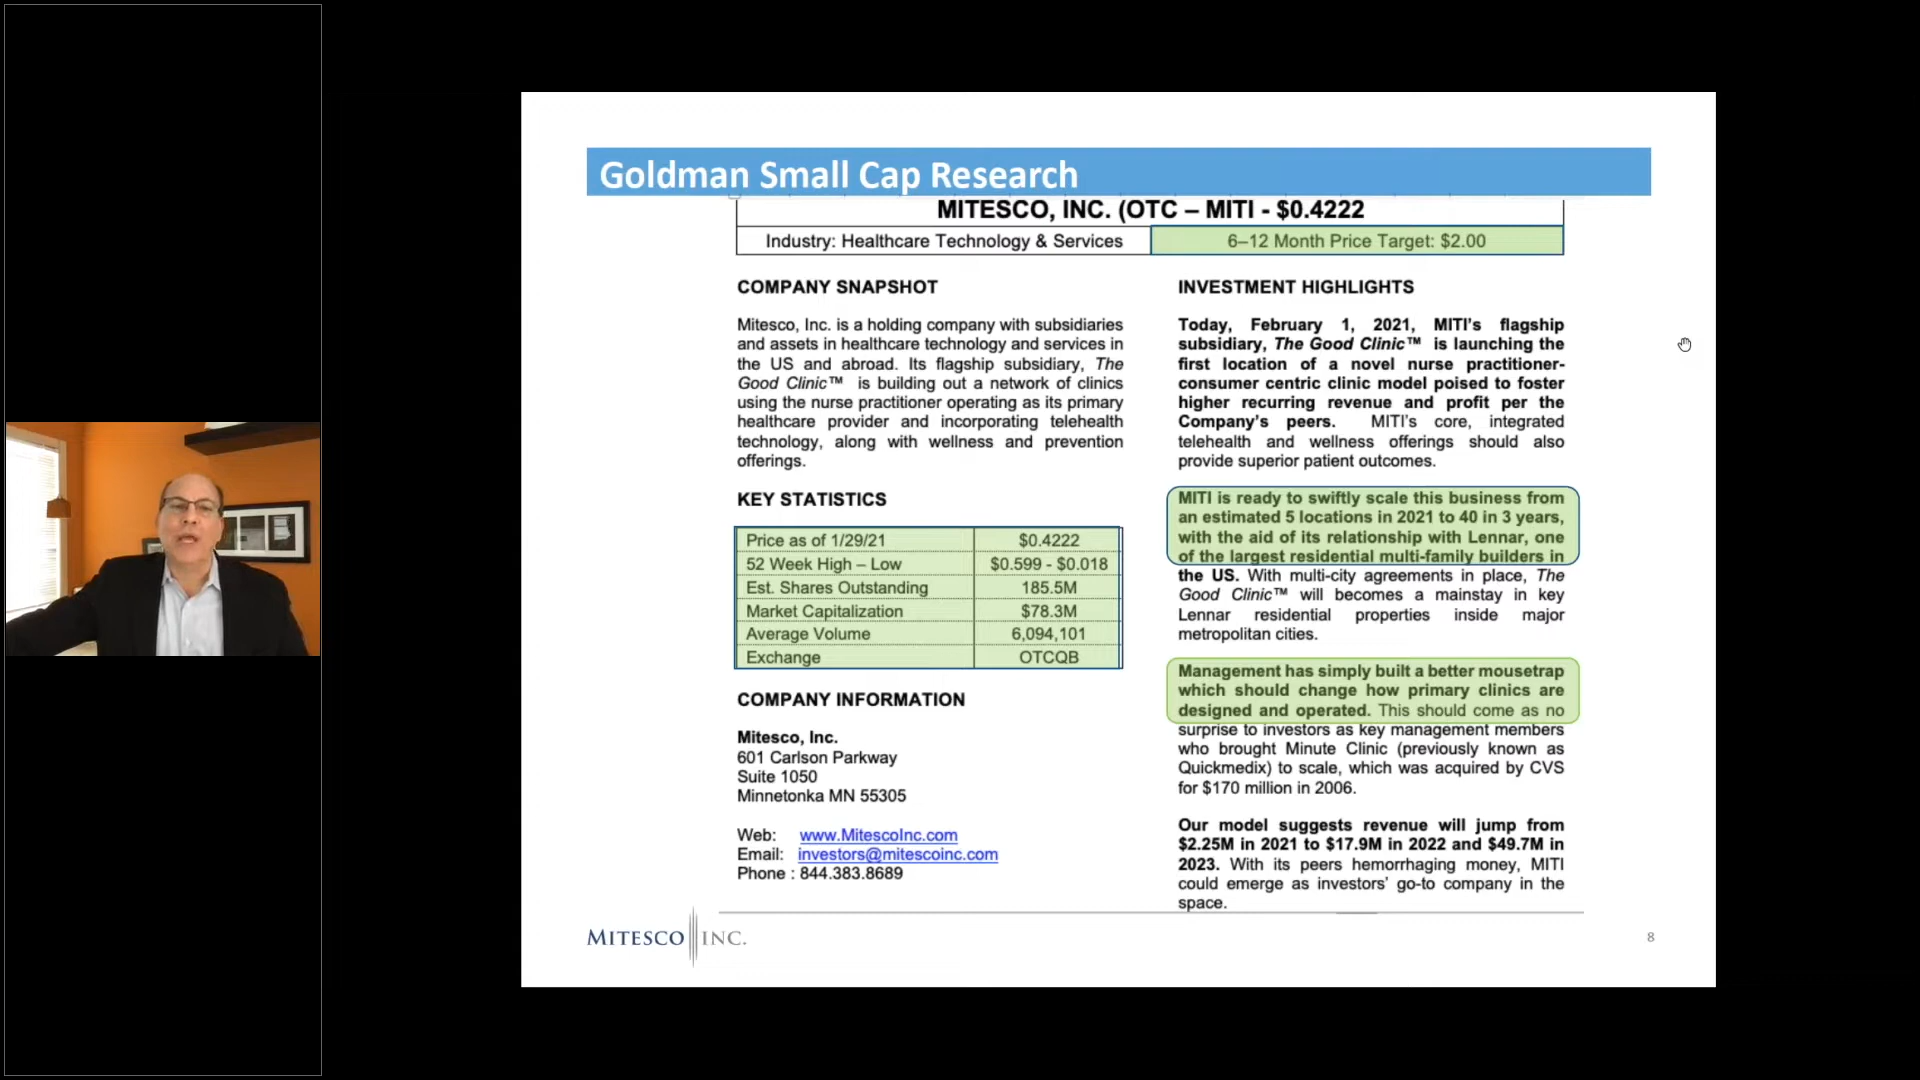 Goldman Small Cap Research
MITESCO, INC. (OTC – MITI - $0.4222
Industry: Healthcare Technology & Services
6–12 Month Price Target: $2.00
COMPANY SNAPSHOT
Mitesco, Inc. is a holding company with subsidiaries
and assets in healthcare technology and services in
the US and abroad. Its flagship subsidiary, The
Good Clinic™ is building out a network of clinics
using the nurse practitioner operating as its primary
healthcare provider and incorporating telehealth
technology, along with wellness and prevention
offerings.
KEY STATISTICS
Price as of 1/29/21 $0.4222
52 Week High – Low $0.599 - $0.018
Est. Shares Outstanding 185.5M
Market Capitalization $78.3M
Average Volume 6,094,101
Exchange OTCQB
COMPANY INFORMATION
Mitesco, Inc.
601 Carlson Parkway
Suite 1050
Minnetonka MN 55305
Web: www.MitescoInc.com
Email: investors@mitescoinc.com
Phone : 844.383.8689
INVESTMENT HIGHLIGHTS
Today, February 1, 2021, MITI's flagship
subsidiary, The Good Clinic™ is launching the
first location of a novel nurse practitioner-
consumer centric clinic model poised to foster
higher recurring revenue and profit per the
Company's peers. MITI's core, integrated
telehealth and wellness offerings should also
provide superior patient outcomes.
MITI is ready to swiftly scale this business from
an estimated 5 locations in 2021 to 40 in 3 years,
with the aid of its relationship with Lennar, one
of the largest residential multi-family builders in
the US. With multi-city agreements in place, The
Good Clinic™ will becomes a mainstay in key
Lennar residential properties inside major
metropolitan cities.
Management has simply built a better mousetrap
which should change how primary clinics are
designed and operated. This should come as no
surprise to investors as key management members
who brought Minute Clinic (previously known as
Quickmedix) to scale, which was acquired by CVS
for $170 million in 2006.
Our model suggests revenue will jump from
$2.25M in 2021 to $17.9M in 2022 and $49.7M in
2023. With its peers hemorrhaging money, MITI
could emerge as investors' go-to company in the
space.
MITESCO INC.
8